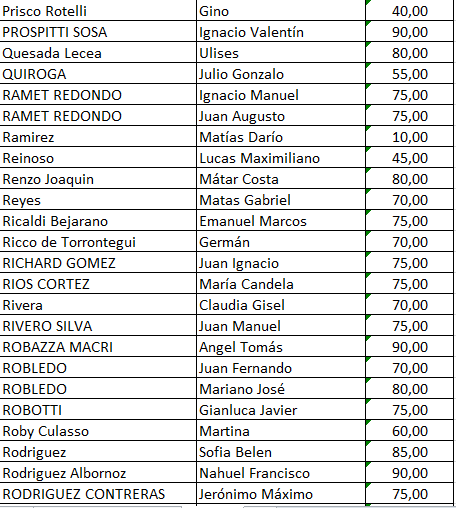 Prisco Rotelli Gino 40,00
PROSPITTI SOSA Ignacio Valentín 90,00
Quesada Lecea Ulises 80,00
QUIROGA Julio Gonzalo 55,00
RAMET REDONDO Ignacio Manuel 75,00
RAMET REDONDO Juan Augusto 75,00
Ramirez Matías Darío 10,00
Reinoso Lucas Maximiliano 45,00
Renzo Joaquin Mátar Costa 80,00
Reyes Matas Gabriel 70,00
Ricaldi Bejarano Emanuel Marcos 75,00
Ricco de Torrontegui Germán 70,00
RICHARD GOMEZ Juan Ignacio 75,00
RIOS CORTEZ María Candela 75,00
Rivera Claudia Gisel 70,00
RIVERO SILVA Juan Manuel 75,00
ROBAZZA MACRI Angel Tomás 90,00
ROBLEDO Juan Fernando 70,00
ROBLEDO Mariano José 80,00
ROBOTTI Gianluca Javier 75,00
Roby Culasso Martina 60,00
Rodriguez Sofia Belen 85,00
Rodriguez Albornoz Nahuel Francisco 90,00
RODRIGUEZ CONTRERAS Jerónimo Máximo 75,00